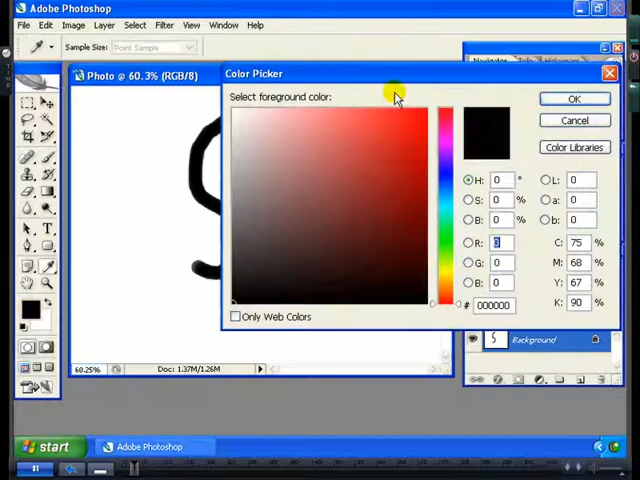 Adobe Photoshop
File Edit Image Layer Select Filter View Window Help
Sample Size: Point Sample
Photo @ 60.3% (RGB/8)
Color Picker
Select foreground color:
OK
Cancel
Color Libraries
H: 0 °
S: 0 %
B: 0 %
R: 0
G: 0
B: 0
# 000000
L: 0
a: 0
b: 0
C: 75 %
M: 68 %
Y: 67 %
K: 90 %
Only Web Colors
Background
60.25% Doc: 1.37M/1.26M
start Adobe Photoshop
TIME